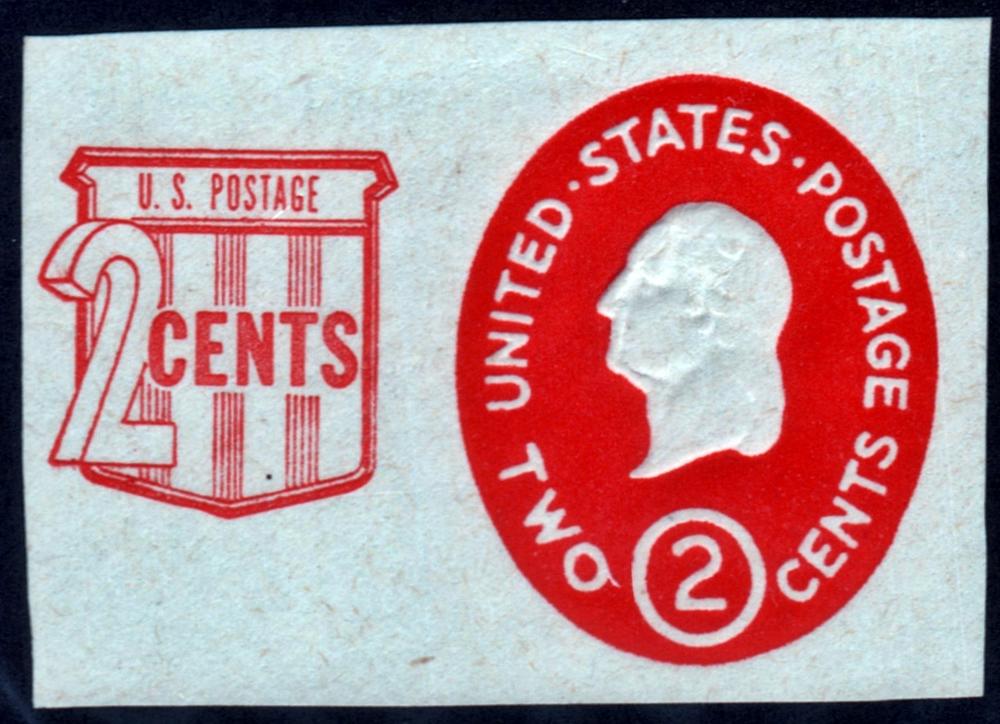 U. S. POSTAGE
2 CENTS
UNITED · STATES · POSTAGE
TWO 2 CENTS